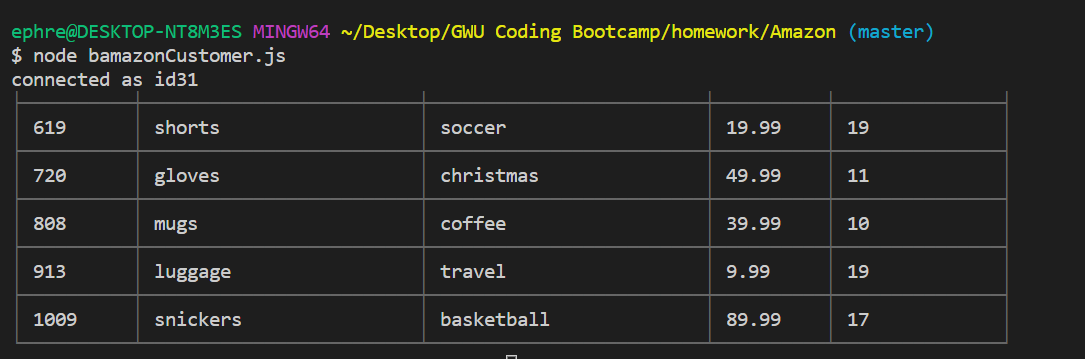 ephre@DESKTOP-NT8M3ES MINGW64 ~/Desktop/GWU Coding Bootcamp/homework/Amazon (master)
$ node bamazonCustomer.js
connected as id31
619 shorts soccer 19.99 19
720 gloves christmas 49.99 11
808 mugs coffee 39.99 10
913 luggage travel 9.99 19
1009 snickers basketball 89.99 17